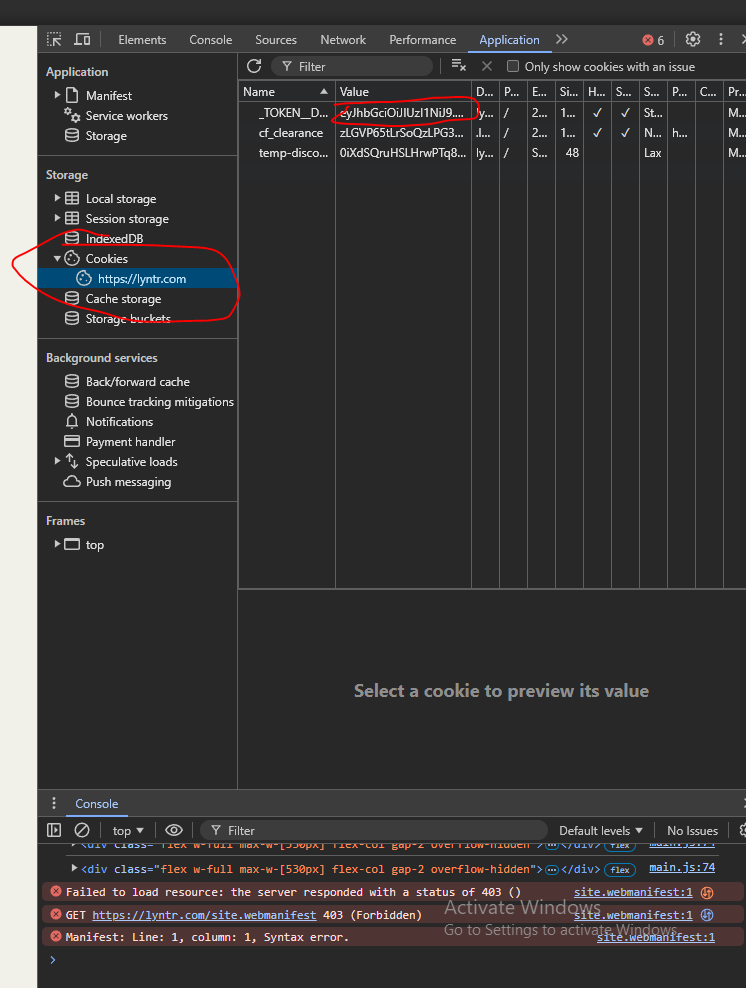 Elements Console Sources Network Performance Application 6
Application
Manifest
Service workers
Storage
Storage
Local storage
Session storage
IndexedDB
Cookies
https://lyntr.com
Cache storage
Storage buckets
Background services
Back/forward cache
Bounce tracking mitigations
Notifications
Payment handler
Speculative loads
Push messaging
Frames
top
Filter Only show cookies with an issue
Name Value D... P... E... Si... H... S... S... P... C... Pr...
_TOKEN__D... ly... / 2... 1... ✓ ✓ St... M...
cf_clearance zLGVP65tLrSoQzLPG3... .l... / 2... 1... ✓ ✓ N... h... M...
temp-disco... 0iXdSQruHSLHrwPTq8... ly... / S... 48 Lax M...
Select a cookie to preview its value
Console
top Filter Default levels No Issues
<div class="flex w-full max-w-[530px] flex-col gap-2 overflow-hidden">…</div> flex main.js:74
<div class="flex w-full max-w-[530px] flex-col gap-2 overflow-hidden">…</div> flex main.js:74
Failed to load resource: the server responded with a status of 403 () site.webmanifest:1
GET https://lyntr.com/site.webmanifest 403 (Forbidden) site.webmanifest:1
Manifest: Line: 1, column: 1, Syntax error. site.webmanifest:1
Activate Windows
Go to Settings to activate Windows.